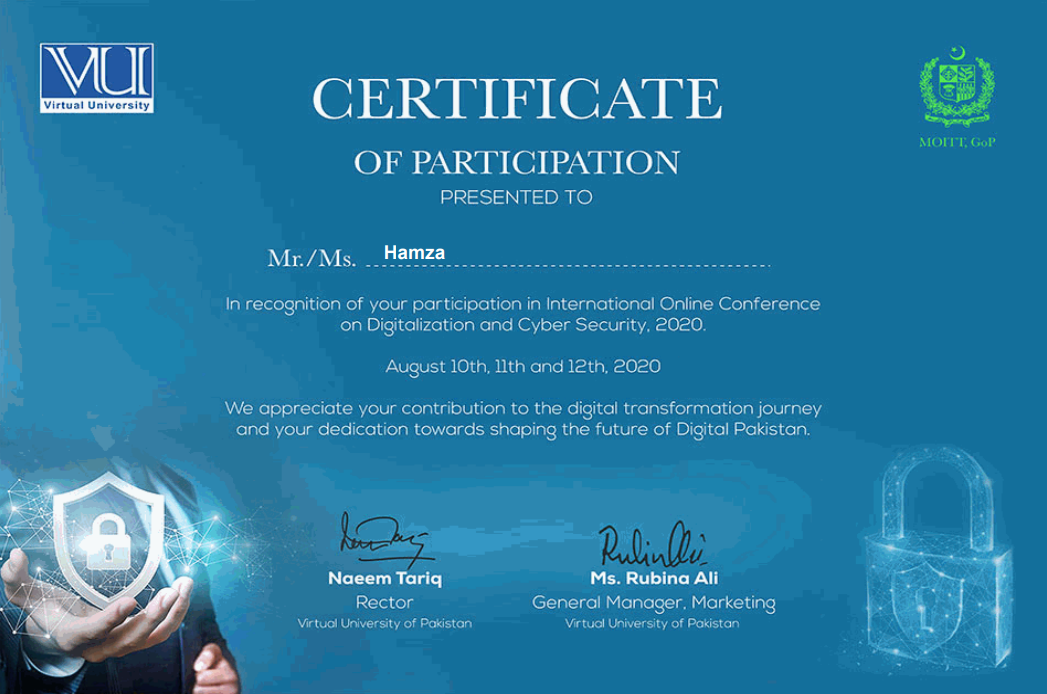 VU
Virtual University
MOITT, GoP
CERTIFICATE
OF PARTICIPATION
PRESENTED TO
Mr./Ms. Hamza
In recognition of your participation in International Online Conference
on Digitalization and Cyber Security, 2020.
August 10th, 11th and 12th, 2020
We appreciate your contribution to the digital transformation journey
and your dedication towards shaping the future of Digital Pakistan.
Naeem Tariq
Rector
Virtual University of Pakistan
Rubina Ali
Ms. Rubina Ali
General Manager, Marketing
Virtual University of Pakistan